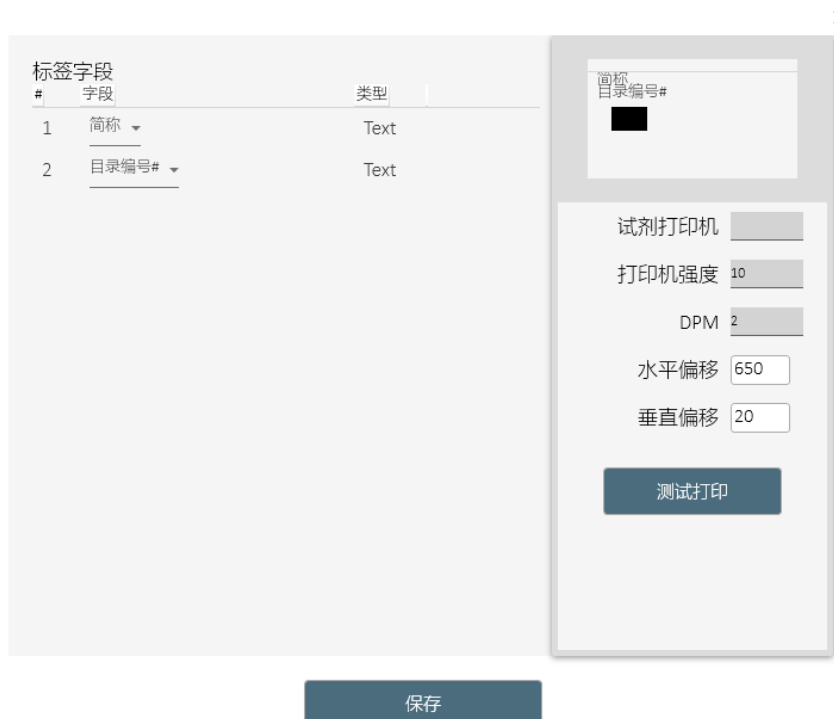 标签字段
# 字段 类型
1 简称 Text
2 目录编号# Text
简称
目录编号#
试剂打印机
打印机强度 10
DPM 2
水平偏移 650
垂直偏移 20
测试打印
保存